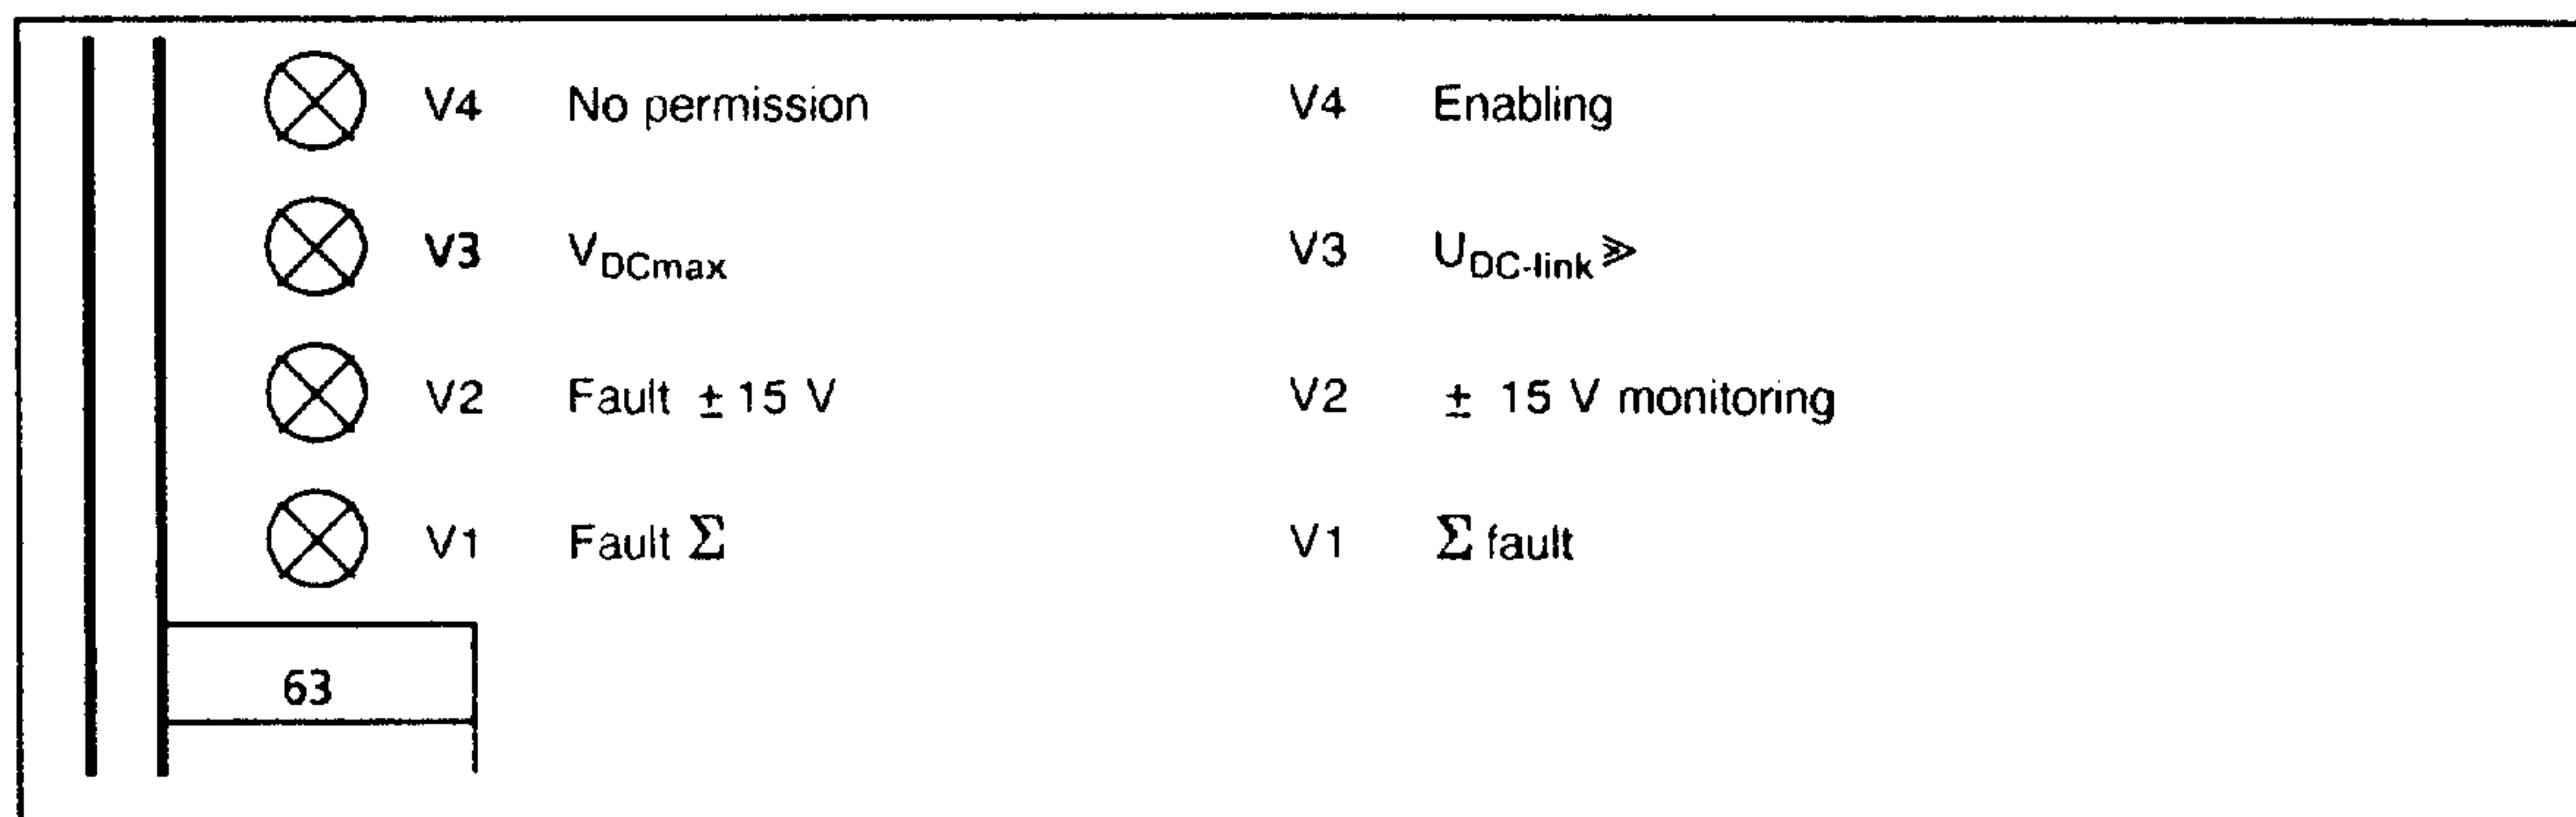 V4 No permission V4 Enabling
V3 V_DCmax V3 U_DC-link ⋙
V2 Fault ± 15 V V2 ± 15 V monitoring
V1 Fault Σ V1 Σ fault
63